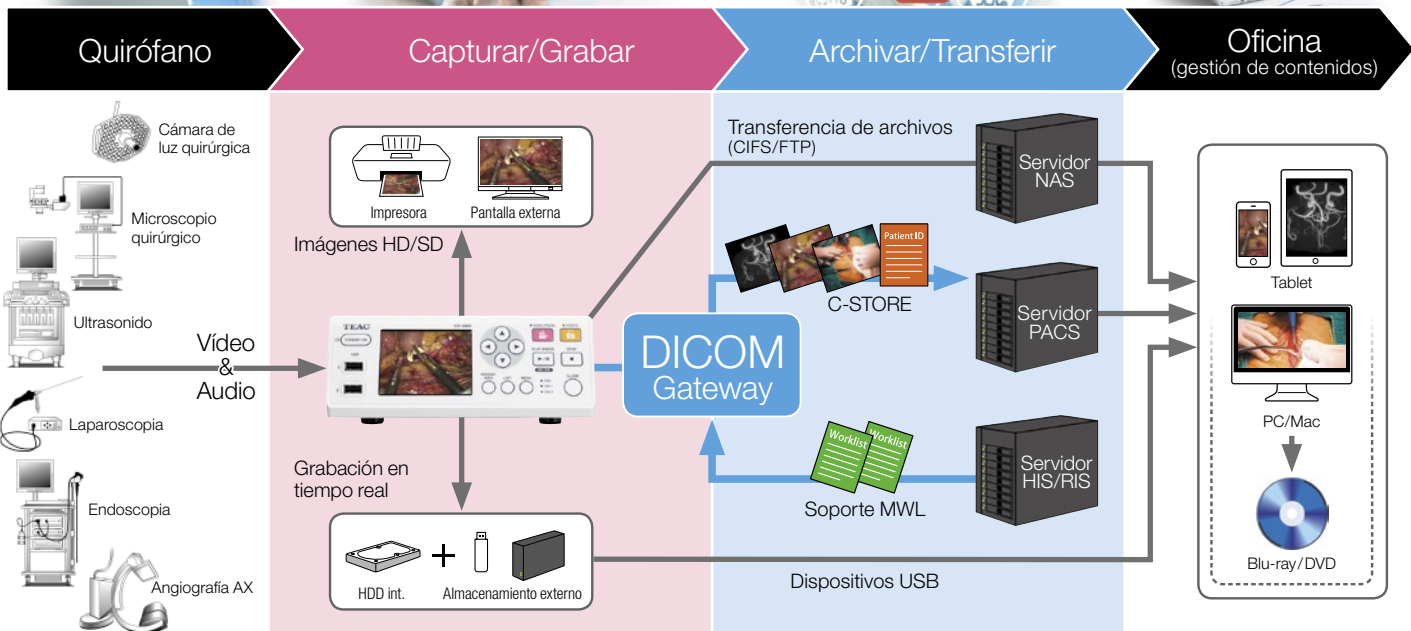 Quirófano
Capturar/Grabar
Archivar/Transferir
Oficina
(gestión de contenidos)
Cámara de
luz quirúrgica
Microscopio
quirúrgico
Ultrasonido
Laparoscopia
Endoscopia
Angiografía AX
Vídeo
&
Audio
Impresora
Pantalla externa
Imágenes HD/SD
TEAC
Grabación en
tiempo real
HDD int.
Almacenamiento externo
Transferencia de archivos
(CIFS/FTP)
Servidor
NAS
Patient ID
C-STORE
Servidor
PACS
DICOM
Gateway
Worklist
Worklist
Soporte MWL
Servidor
HIS/RIS
Dispositivos USB
Tablet
PC/Mac
Blu-ray/DVD